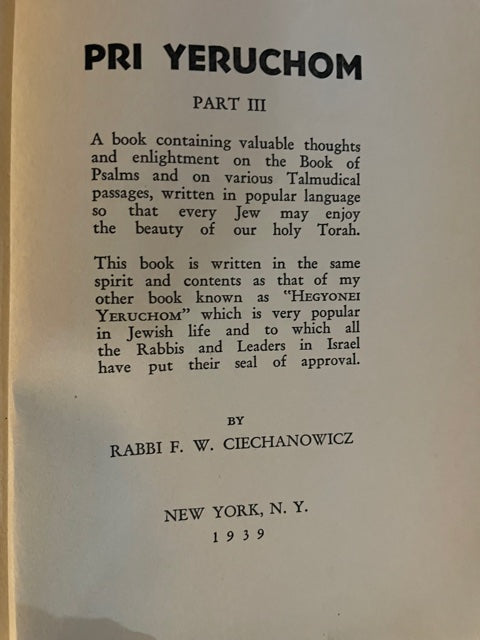 PRI YERUCHOM
PART III
A book containing valuable thoughts
and enlightment on the Book of
Psalms and on various Talmudical
passages, written in popular language
so that every Jew may enjoy
the beauty of our holy Torah.
This book is written in the same
spirit and contents as that of my
other book known as "HEGYONEI
YERUCHOM" which is very popular
in Jewish life and to which all
the Rabbis and Leaders in Israel
have put their seal of approval.
BY
RABBI F. W. CIECHANOWICZ
NEW YORK, N. Y.
1939